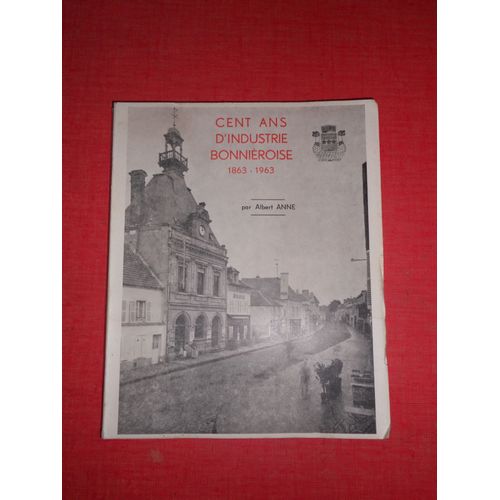 CENT ANS
D'INDUSTRIE
BONNIÈROISE
1863 - 1963
par Albert ANNE